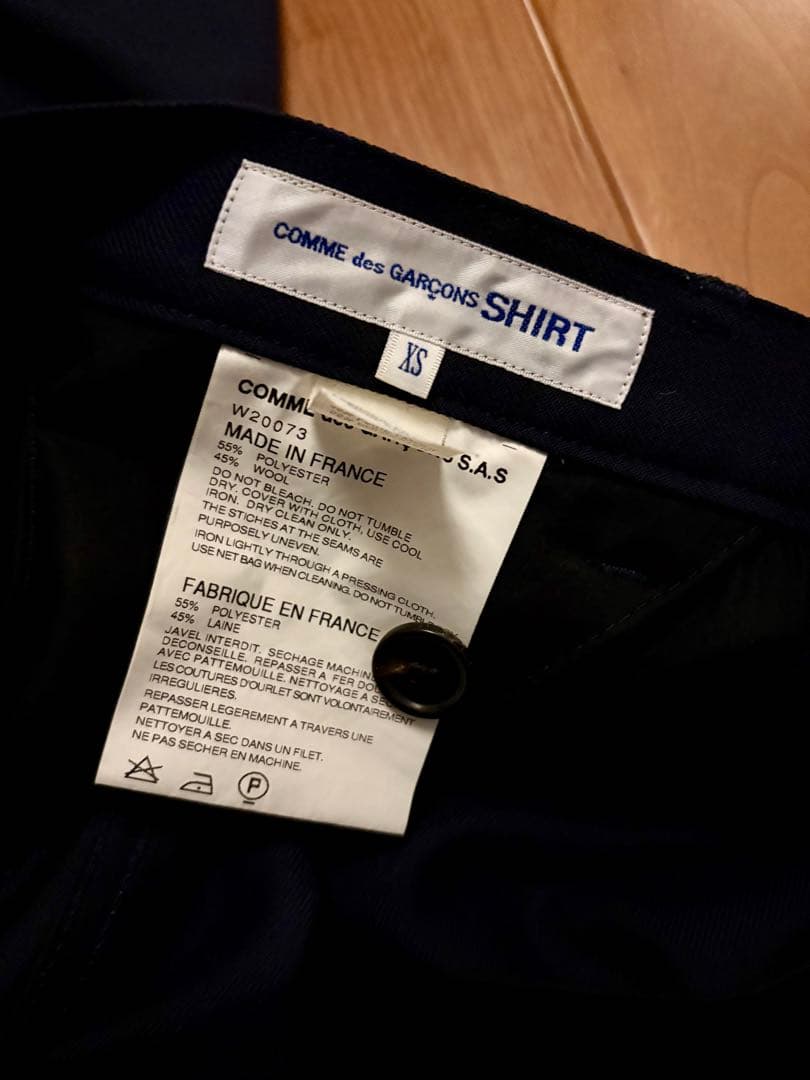 COMME des GARÇONS SHIRT
XS
COMME des GARÇONS S.A.S
W20073
MADE IN FRANCE
55% POLYESTER
45% WOOL
DO NOT BLEACH, DO NOT TUMBLE
DRY. COVER WITH CLOTH, USE COOL
IRON. DRY CLEAN ONLY.
THE STICHES AT THE SEAMS ARE
PURPOSELY UNEVEN.
IRON LIGHTLY THROUGH A PRESSING CLOTH.
USE NET BAG WHEN CLEANING. DO NOT TUMBLE
FABRIQUE EN FRANCE
55% POLYESTER
45% LAINE
JAVEL INTERDIT. SECHAGE MACHINE
DECONSEILLE. REPASSER A FER
AVEC PATTEMOUILLE. NETTOYAGE A SEC
LES COUTURES D'OURLET SONT VOLONTAIREMENT
IRREGULIERES.
REPASSER LEGEREMENT A TRAVERS UNE
PATTEMOUILLE.
NETTOYER A SEC DANS UN FILET.
NE PAS SECHER EN MACHINE.
P